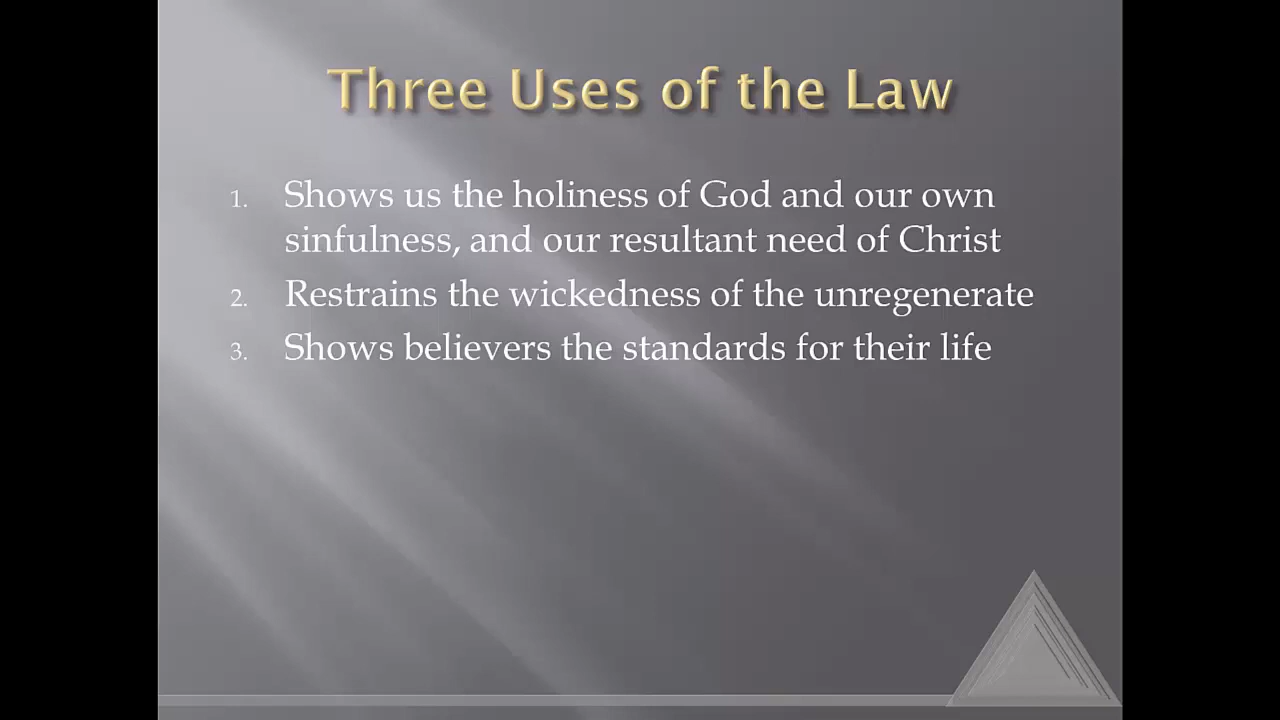 Three Uses of the Law
1. Shows us the holiness of God and our own
sinfulness, and our resultant need of Christ
2. Restrains the wickedness of the unregenerate
3. Shows believers the standards for their life